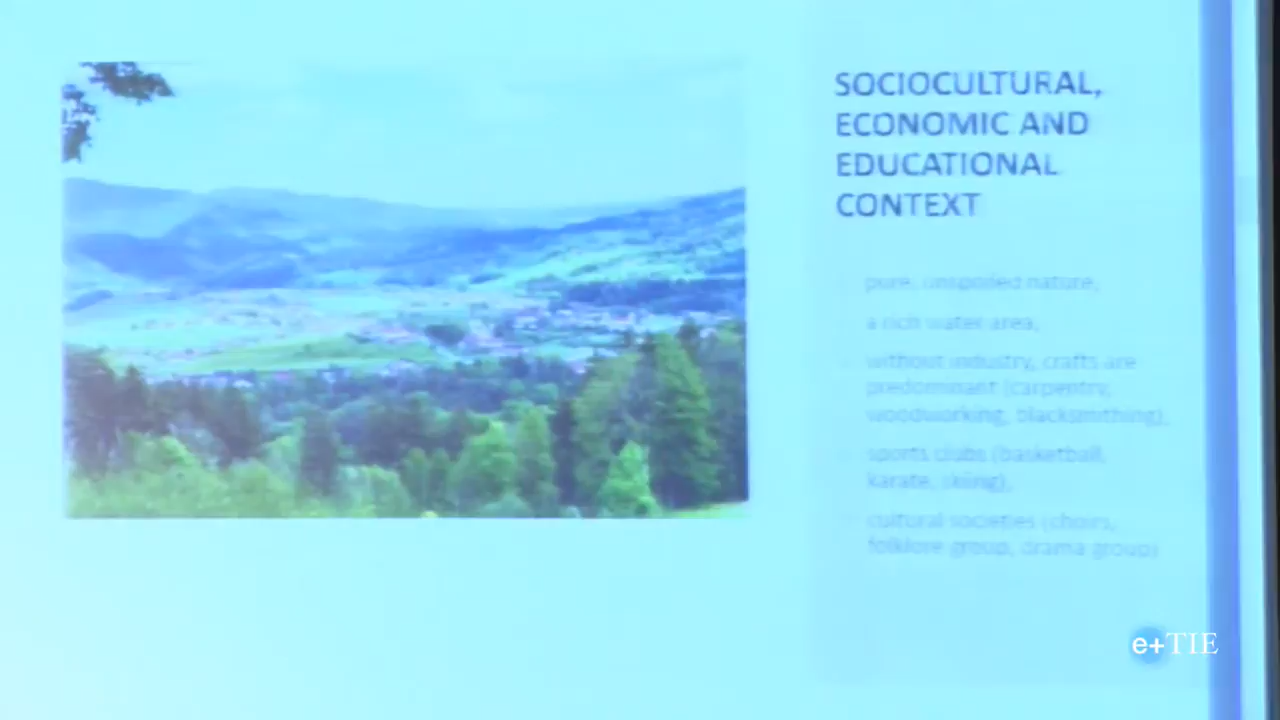 SOCIOCULTURAL,
ECONOMIC AND
EDUCATIONAL
CONTEXT
pure, unspoiled nature,
a rich water area,
without industry, crafts are
predominant (carpentry,
woodworking, blacksmithing),
sports clubs (basketball,
karate, skiing),
cultural societies (choirs,
folklore group, drama group)
e+TIE